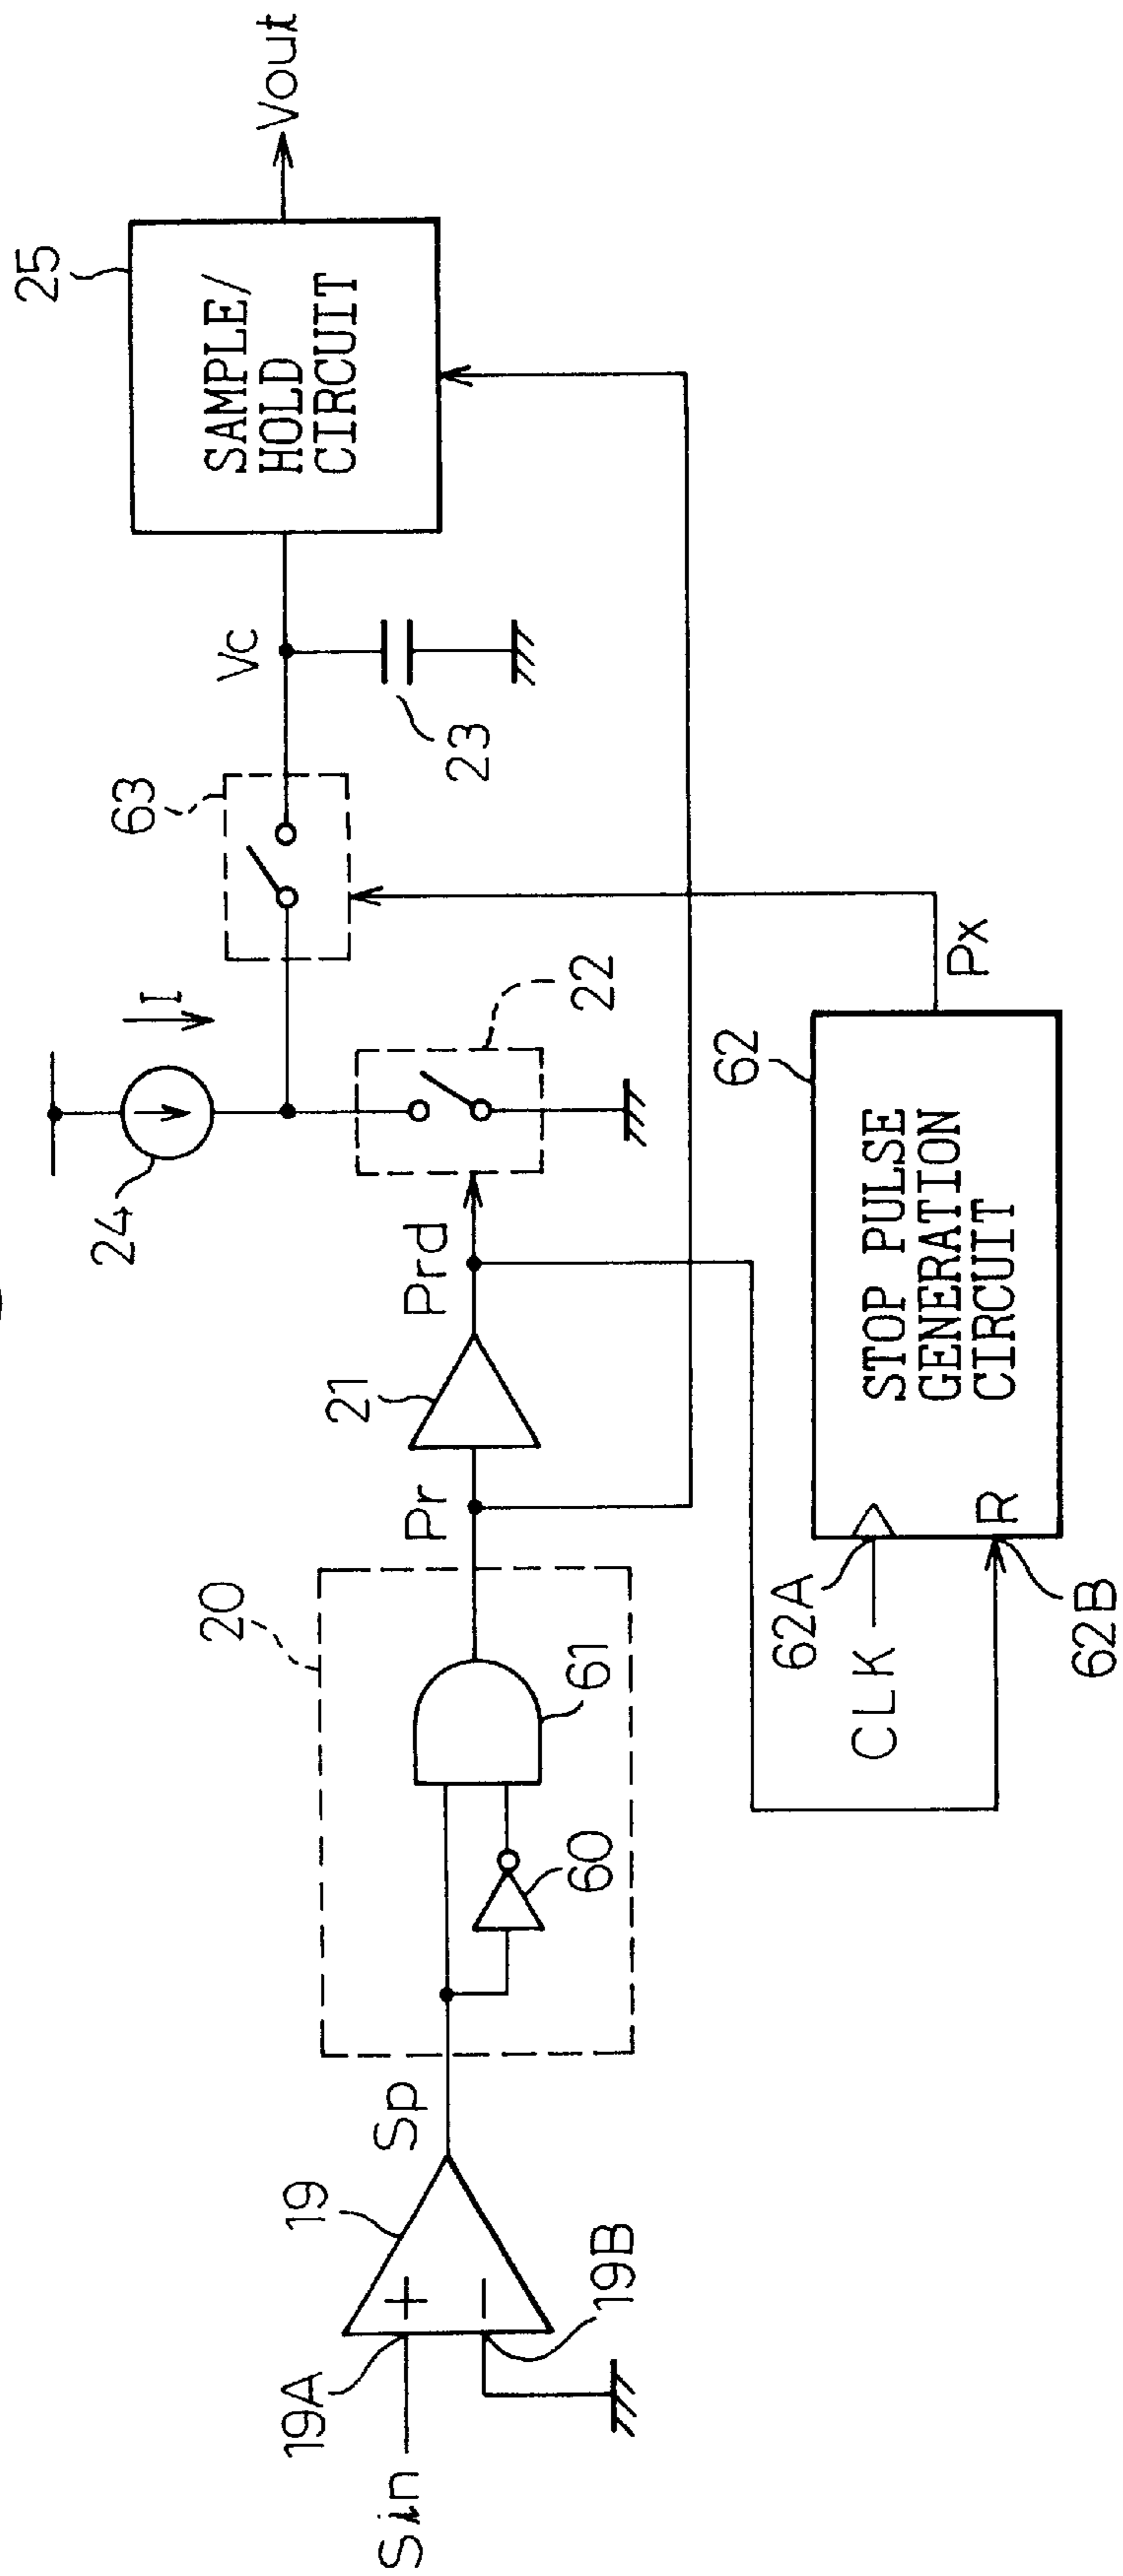 Sin
19A
19
+
−
19B
Sp
20
60
61
Pr
21
Prd
24
I
22
63
Vc
23
25
SAMPLE/
HOLD
CIRCUIT
Vout
CLK
62A
R
62B
62
STOP PULSE
GENERATION
CIRCUIT
Px